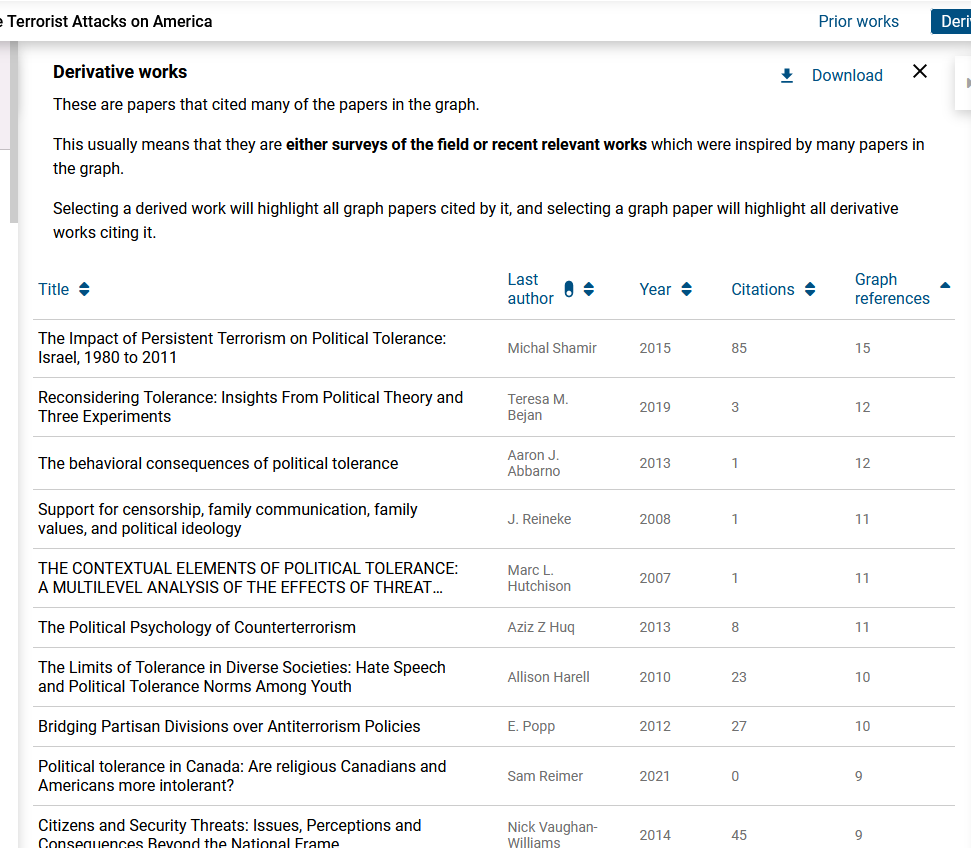 e Terrorist Attacks on America
Prior works
Deri
Derivative works
Download
These are papers that cited many of the papers in the graph.
This usually means that they are either surveys of the field or recent relevant works which were inspired by many papers in
the graph.
Selecting a derived work will highlight all graph papers cited by it, and selecting a graph paper will highlight all derivative
works citing it.
Title
Last
author
Year
Citations
Graph
references
The Impact of Persistent Terrorism on Political Tolerance:
Israel, 1980 to 2011
Michal Shamir
2015
85
15
Reconsidering Tolerance: Insights From Political Theory and
Three Experiments
Teresa M.
Bejan
2019
3
12
The behavioral consequences of political tolerance
Aaron J.
Abbarno
2013
1
12
Support for censorship, family communication, family
values, and political ideology
J. Reineke
2008
1
11
THE CONTEXTUAL ELEMENTS OF POLITICAL TOLERANCE:
A MULTILEVEL ANALYSIS OF THE EFFECTS OF THREAT…
Marc L.
Hutchison
2007
1
11
The Political Psychology of Counterterrorism
Aziz Z Huq
2013
8
11
The Limits of Tolerance in Diverse Societies: Hate Speech
and Political Tolerance Norms Among Youth
Allison Harell
2010
23
10
Bridging Partisan Divisions over Antiterrorism Policies
E. Popp
2012
27
10
Political tolerance in Canada: Are religious Canadians and
Americans more intolerant?
Sam Reimer
2021
0
9
Citizens and Security Threats: Issues, Perceptions and
Consequences Beyond the National Frame
Nick Vaughan-
Williams
2014
45
9